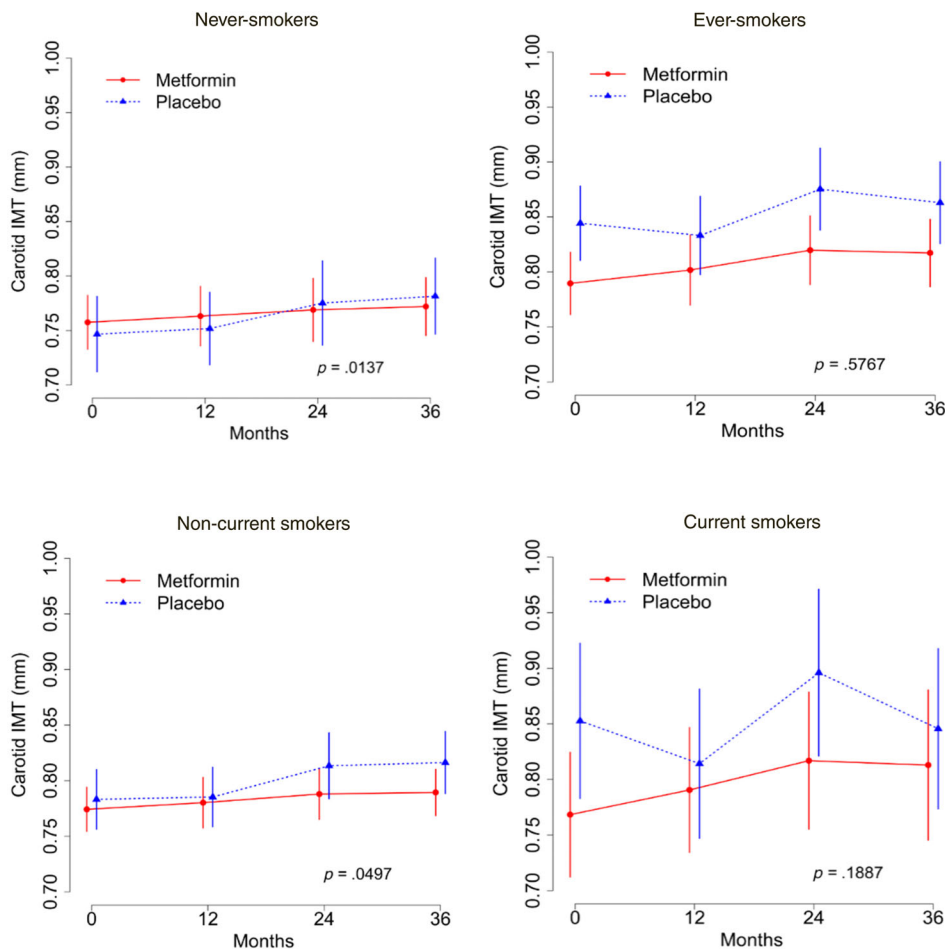 Never-smokers
Carotid IMT (mm)
1.00
0.95
0.90
0.85
0.80
0.75
0.70
Metformin
Placebo
p = .0137
0 12 24 36
Months
Ever-smokers
Carotid IMT (mm)
1.00
0.95
0.90
0.85
0.80
0.75
0.70
Metformin
Placebo
p = .5767
0 12 24 36
Months
Non-current smokers
Carotid IMT (mm)
1.00
0.95
0.90
0.85
0.80
0.75
0.70
Metformin
Placebo
p = .0497
0 12 24 36
Months
Current smokers
Carotid IMT (mm)
1.00
0.95
0.90
0.85
0.80
0.75
0.70
Metformin
Placebo
p = .1887
0 12 24 36
Months